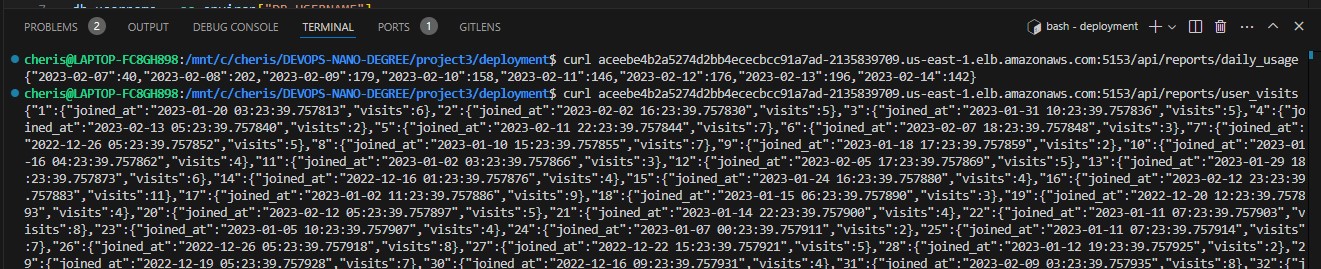 PROBLEMS 2 OUTPUT DEBUG CONSOLE TERMINAL PORTS 1 GITLENS bash - deployment
cheris@LAPTOP-FC8GH898:/mnt/c/cheris/DEVOPS-NANO-DEGREE/project3/deployment$ curl aceebe4b2a5274d2bb4ececbcc91a7ad-2135839709.us-east-1.elb.amazonaws.com:5153/api/reports/daily_usage
{"2023-02-07":40,"2023-02-08":202,"2023-02-09":179,"2023-02-10":158,"2023-02-11":146,"2023-02-12":176,"2023-02-13":196,"2023-02-14":142}
cheris@LAPTOP-FC8GH898:/mnt/c/cheris/DEVOPS-NANO-DEGREE/project3/deployment$ curl aceebe4b2a5274d2bb4ececbcc91a7ad-2135839709.us-east-1.elb.amazonaws.com:5153/api/reports/user_visits
{"1":{"joined_at":"2023-01-20 03:23:39.757813","visits":6},"2":{"joined_at":"2023-02-02 16:23:39.757830","visits":5},"3":{"joined_at":"2023-01-31 10:23:39.757836","visits":5},"4":{"jo
ined_at":"2023-02-13 05:23:39.757840","visits":2},"5":{"joined_at":"2023-02-11 22:23:39.757844","visits":7},"6":{"joined_at":"2023-02-07 18:23:39.757848","visits":3},"7":{"joined_at":
"2022-12-26 05:23:39.757852","visits":5},"8":{"joined_at":"2023-01-10 15:23:39.757855","visits":7},"9":{"joined_at":"2023-01-18 17:23:39.757859","visits":2},"10":{"joined_at":"2023-01
-16 04:23:39.757862","visits":4},"11":{"joined_at":"2023-01-02 03:23:39.757866","visits":3},"12":{"joined_at":"2023-02-05 17:23:39.757869","visits":5},"13":{"joined_at":"2023-01-29 18
:23:39.757873","visits":6},"14":{"joined_at":"2022-12-16 01:23:39.757876","visits":4},"15":{"joined_at":"2023-01-24 16:23:39.757880","visits":4},"16":{"joined_at":"2023-02-12 23:23:39
.757883","visits":11},"17":{"joined_at":"2023-01-02 11:23:39.757886","visits":9},"18":{"joined_at":"2023-01-15 06:23:39.757890","visits":3},"19":{"joined_at":"2022-12-20 12:23:39.7578
93","visits":4},"20":{"joined_at":"2023-02-12 05:23:39.757897","visits":5},"21":{"joined_at":"2023-01-14 22:23:39.757900","visits":4},"22":{"joined_at":"2023-01-11 07:23:39.757903","v
isits":8},"23":{"joined_at":"2023-01-05 10:23:39.757907","visits":4},"24":{"joined_at":"2023-01-07 00:23:39.757911","visits":2},"25":{"joined_at":"2023-01-11 07:23:39.757914","visits"
:7},"26":{"joined_at":"2022-12-26 05:23:39.757918","visits":8},"27":{"joined_at":"2022-12-22 15:23:39.757921","visits":5},"28":{"joined_at":"2023-01-12 19:23:39.757925","visits":2},"2
9":{"joined_at":"2022-12-19 05:23:39.757928","visits":7},"30":{"joined_at":"2022-12-16 09:23:39.757931","visits":4},"31":{"joined_at":"2023-02-09 03:23:39.757935","visits":8},"32":{"j